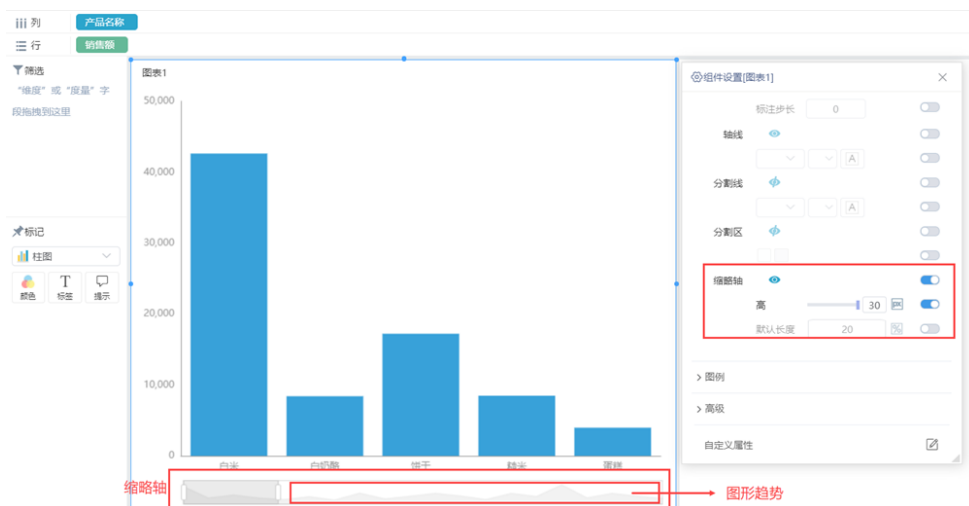 列 产品名称
行 销售额
筛选
“维度”或“度量”字
段拖拽到这里
标记
柱图
颜色 T 标签 提示
图表1
50,000
40,000
30,000
20,000
10,000
0
白米 白奶酪 饼干 糙米 蛋糕
缩略轴
图形趋势
组件设置[图表1]
标注步长 0
轴线
A
分割线
A
分割区
缩略轴
高 30 px
默认长度 20 %
图例
高级
自定义属性